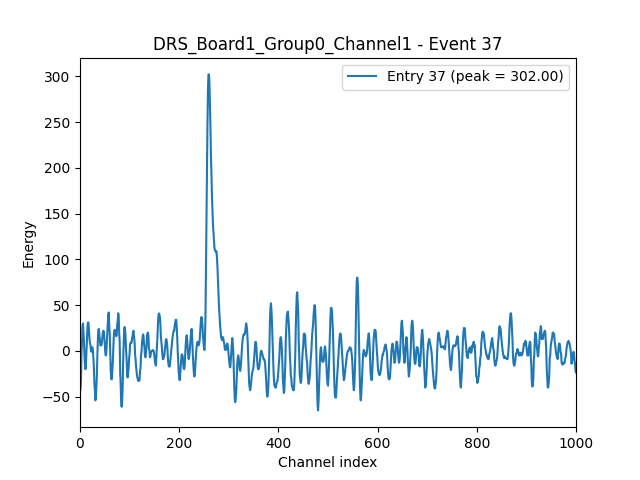 DRS_Board1_Group0_Channel1 - Event 37
Entry 37 (peak = 302.00)
300
250
200
150
100
50
0
−50
Energy
0 200 400 600 800 1000
Channel index